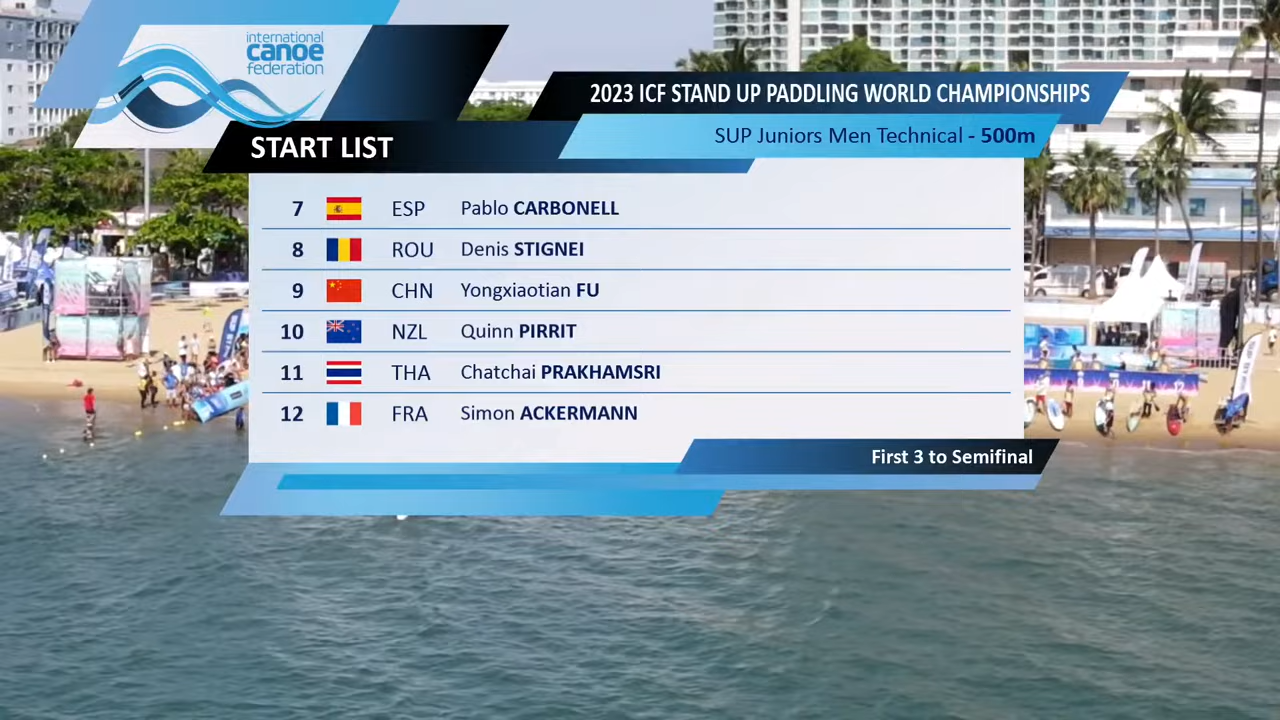 international
canoe
federation
2023 ICF STAND UP PADDLING WORLD CHAMPIONSHIPS
SUP Juniors Men Technical - 500m
START LIST
7 ESP Pablo CARBONELL
8 ROU Denis STIGNEI
9 CHN Yongxiaotian FU
10 NZL Quinn PIRRIT
11 THA Chatchai PRAKHAMSRI
12 FRA Simon ACKERMANN
First 3 to Semifinal